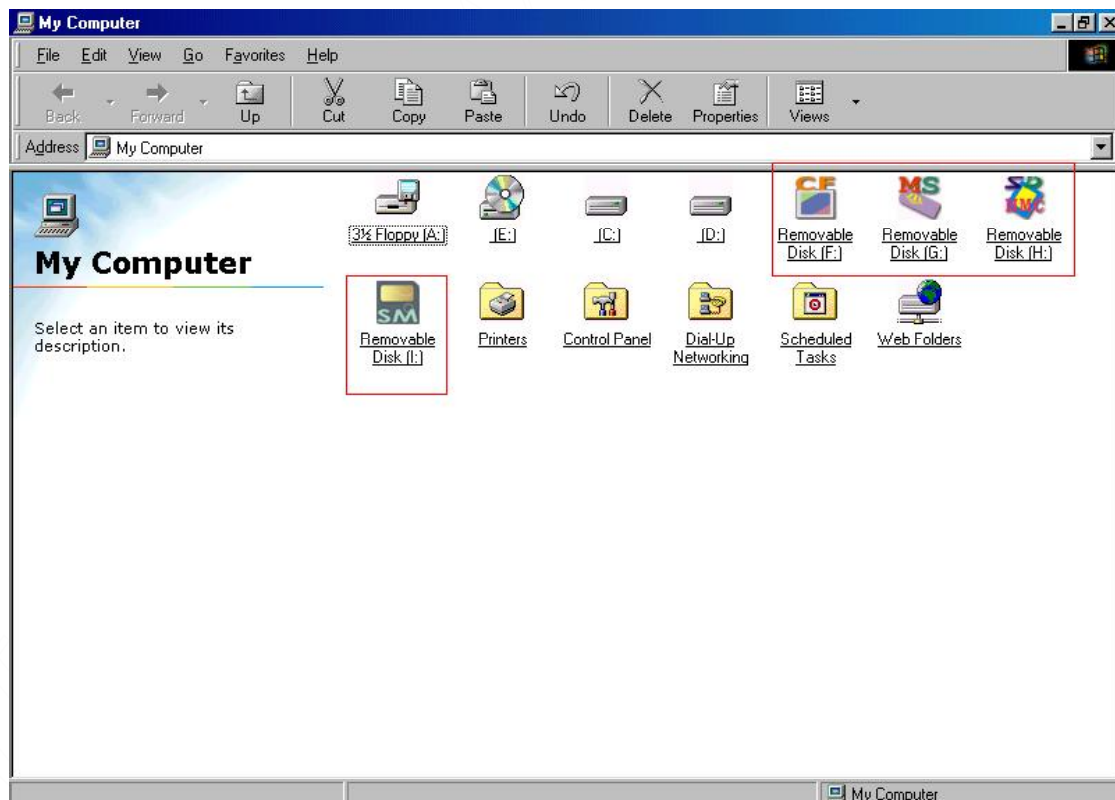 My Computer
File Edit View Go Favorites Help
Back Forward Up Cut Copy Paste Undo Delete Properties Views
Address My Computer
My Computer
Select an item to view its
description.
3½ Floppy (A:) (E:) (C:) (D:)
CF
Removable
Disk (F:)
MS
Removable
Disk (G:)
SD
MMC
Removable
Disk (H:)
SM
Removable
Disk (I:)
Printers
Control Panel
Dial-Up
Networking
Scheduled
Tasks
Web Folders
My Computer